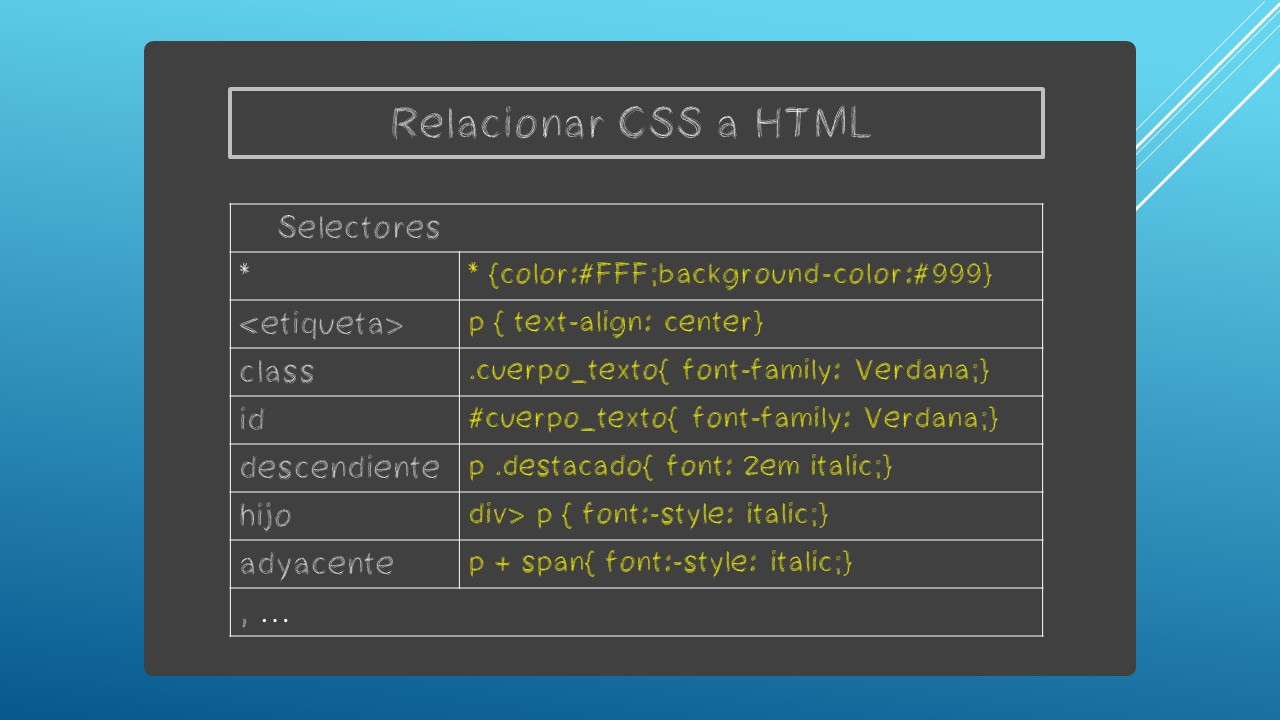 Relacionar CSS a HTML
Selectores
* * {color:#FFF;background-color:#999}
<etiqueta> p { text-align: center}
class .cuerpo_texto{ font-family: Verdana;}
id #cuerpo_texto{ font-family: Verdana;}
descendiente p .destacado{ font: 2em italic;}
hijo div> p { font:-style: italic;}
adyacente p + span{ font:-style: italic;}
, ...